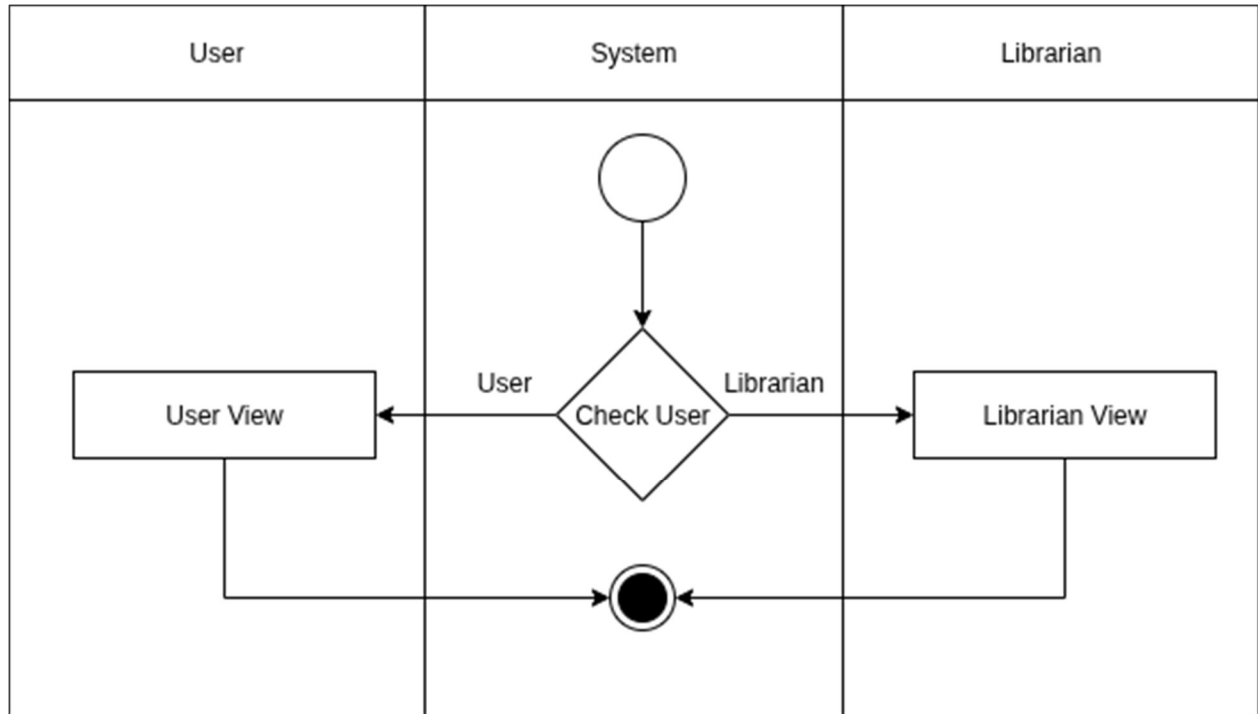 User
System
Librarian
User
Librarian
User View
Check User
Librarian View